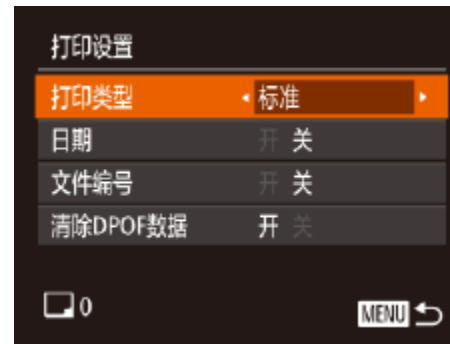 打印设置
打印类型 标准
日期 开 关
文件编号 开 关
清除DPOF数据 开 关
0 MENU